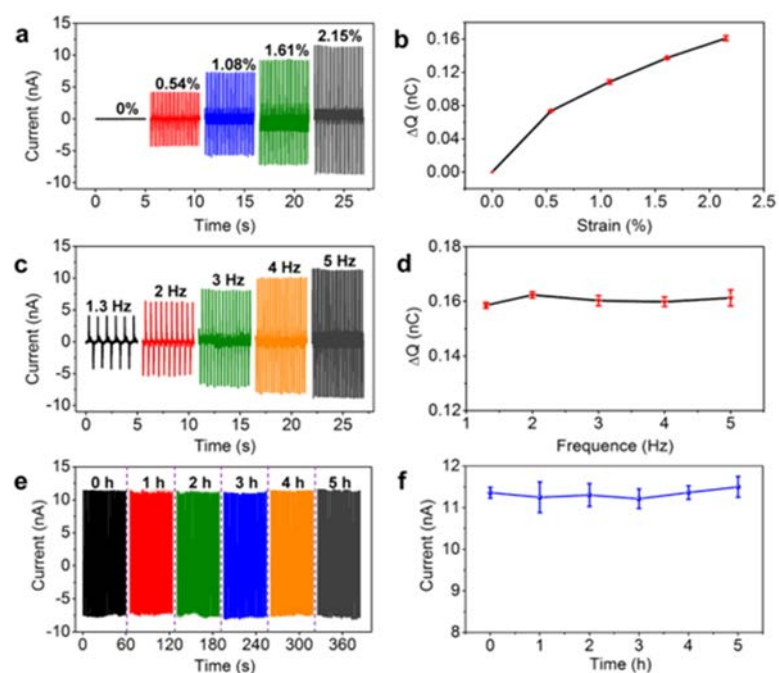 a
15
10
5
0
-5
-10
Current (nA)
0%
0.54%
1.08%
1.61%
2.15%
0 5 10 15 20 25
Time (s)
b
0.16
0.12
0.08
0.04
0.00
ΔQ (nC)
0.0 0.5 1.0 1.5 2.0 2.5
Strain (%)
c
15
10
5
0
-5
-10
Current (nA)
1.3 Hz
2 Hz
3 Hz
4 Hz
5 Hz
0 5 10 15 20 25
Time (s)
d
0.18
0.16
0.14
0.12
ΔQ (nC)
1 2 3 4 5
Frequence (Hz)
e
15
10
5
0
-5
-10
Current (nA)
0 h 1 h 2 h 3 h 4 h 5 h
0 60 120 180 240 300 360
Time (s)
f
12
11
10
9
8
Current (nA)
0 1 2 3 4 5
Time (h)